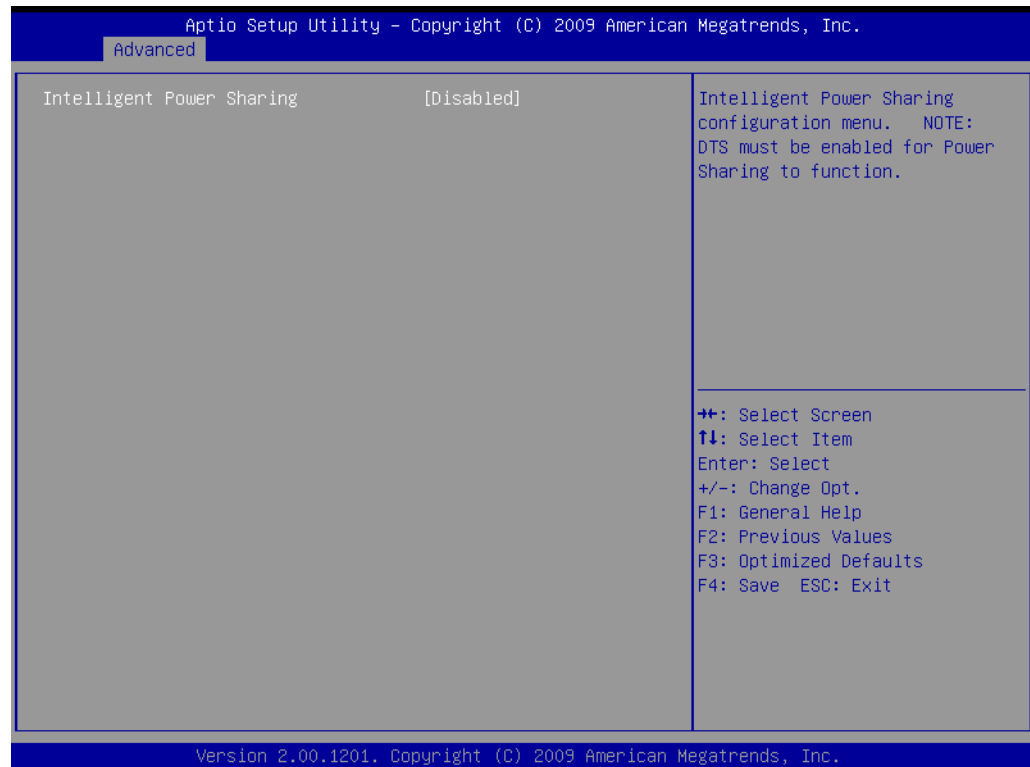 Aptio Setup Utility – Copyright (C) 2009 American Megatrends, Inc.
Advanced
Intelligent Power Sharing [Disabled]
Intelligent Power Sharing
configuration menu. NOTE:
DTS must be enabled for Power
Sharing to function.
→←: Select Screen
↑↓: Select Item
Enter: Select
+/-: Change Opt.
F1: General Help
F2: Previous Values
F3: Optimized Defaults
F4: Save ESC: Exit
Version 2.00.1201. Copyright (C) 2009 American Megatrends, Inc.